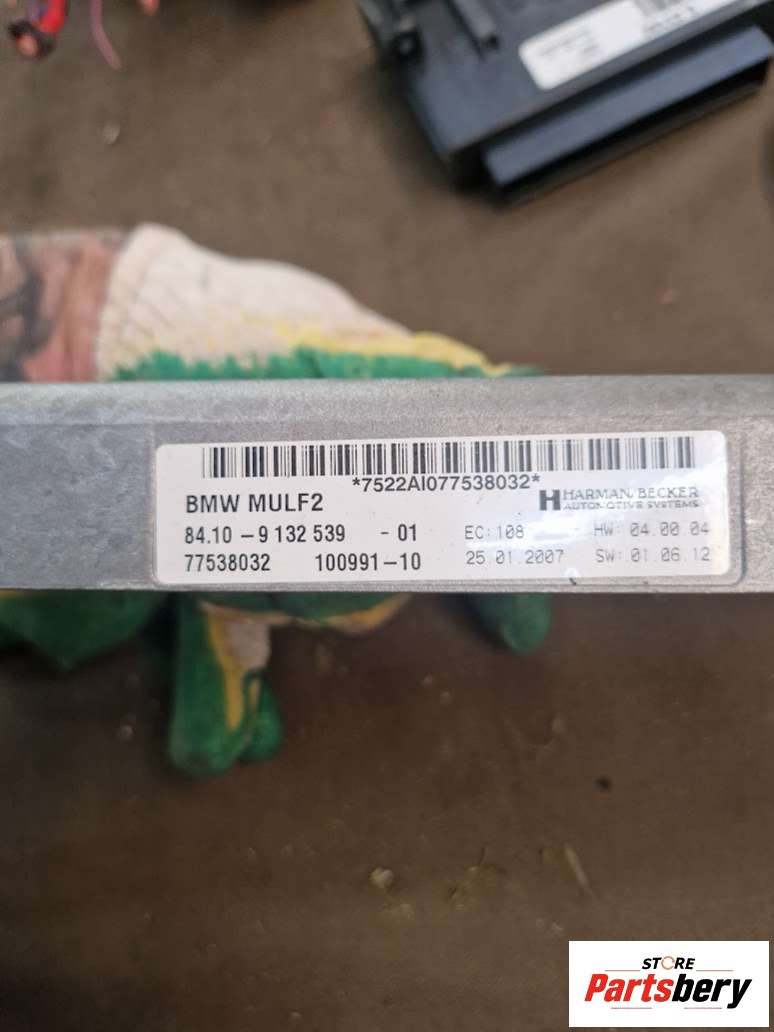 *7522AI077538032*
BMW MULF2
HARMAN/BECKER
AUTOMOTIVE SYSTEMS
84.10 - 9 132 539 - 01 EC: 108 HW: 04.00.04
77538032 100991-10 25.01.2007 SW: 01.06.12
STORE
Partsbery